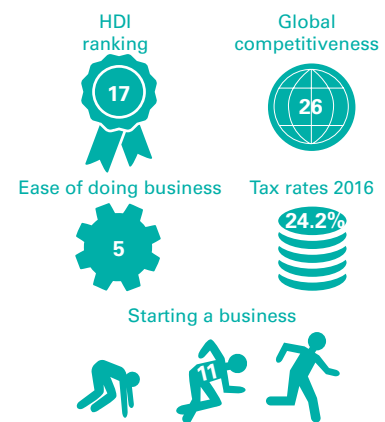 HDI
ranking
17
Global
competitiveness
26
Ease of doing business
5
Tax rates 2016
24.2%
Starting a business
11